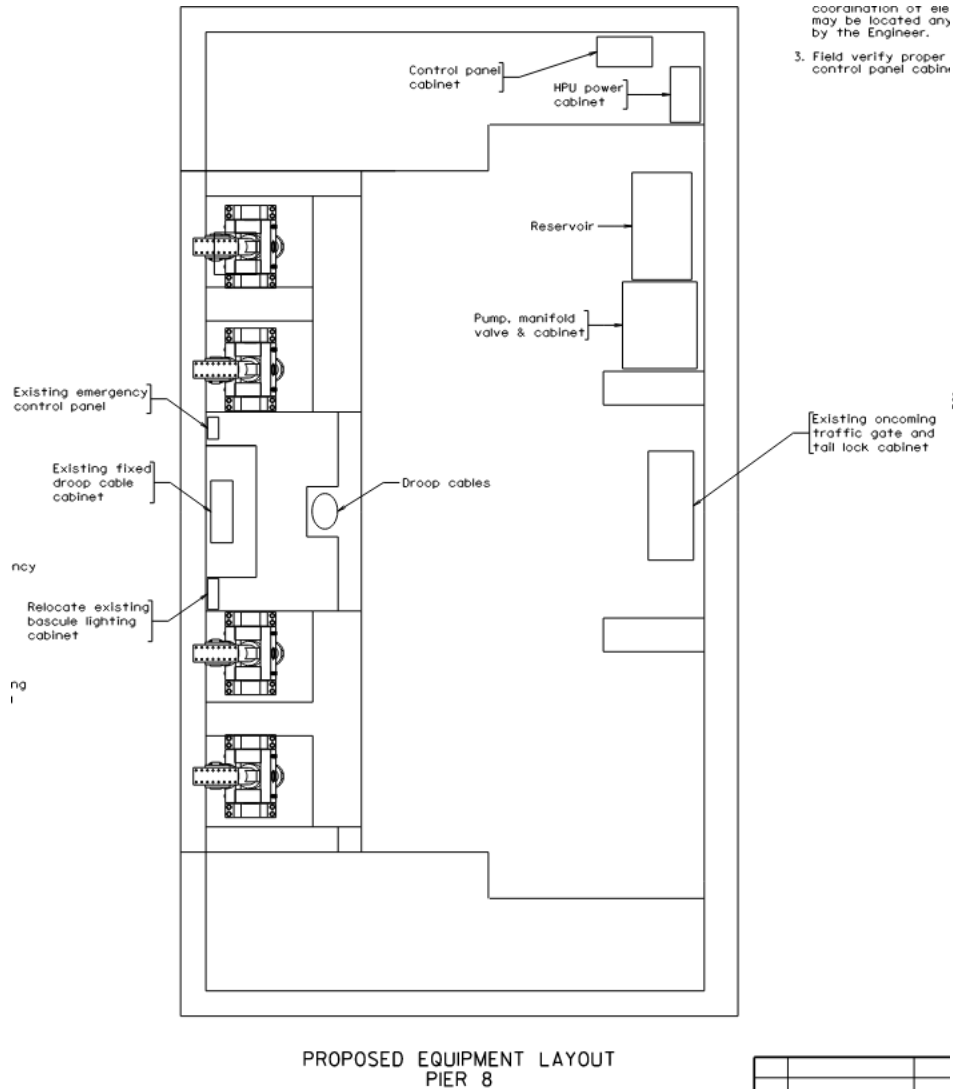 coordination of ele
may be located any
by the Engineer.
3. Field verify proper
control panel cabin
Control panel
cabinet
HPU power
cabinet
Reservoir
Pump, manifold
valve & cabinet
Existing emergency
control panel
Existing oncoming
traffic gate and
tail lock cabinet
Existing fixed
droop cable
cabinet
Droop cables
ncy
Relocate existing
bascule lighting
cabinet
ng
PROPOSED EQUIPMENT LAYOUT
PIER 8